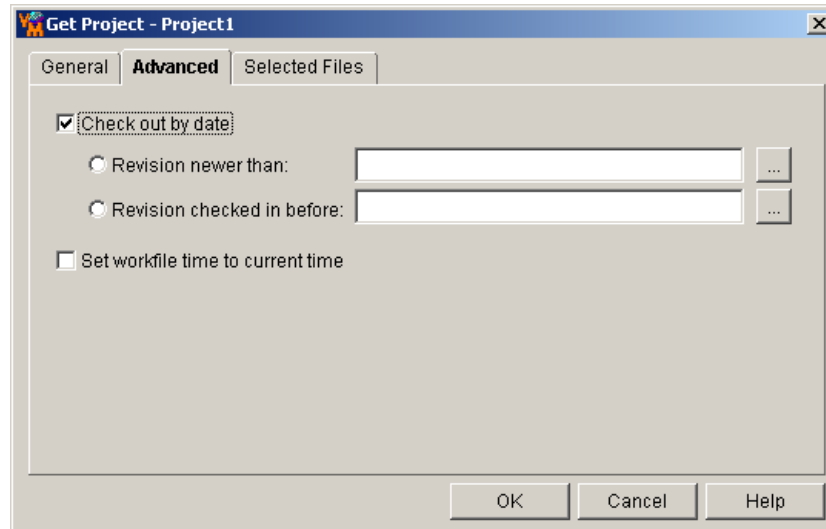 VM Get Project - Project1
General Advanced Selected Files
Check out by date
Revision newer than: ...
Revision checked in before: ...
Set workfile time to current time
OK Cancel Help